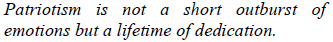 Patriotism is not a short outburst of
emotions but a lifetime of dedication.